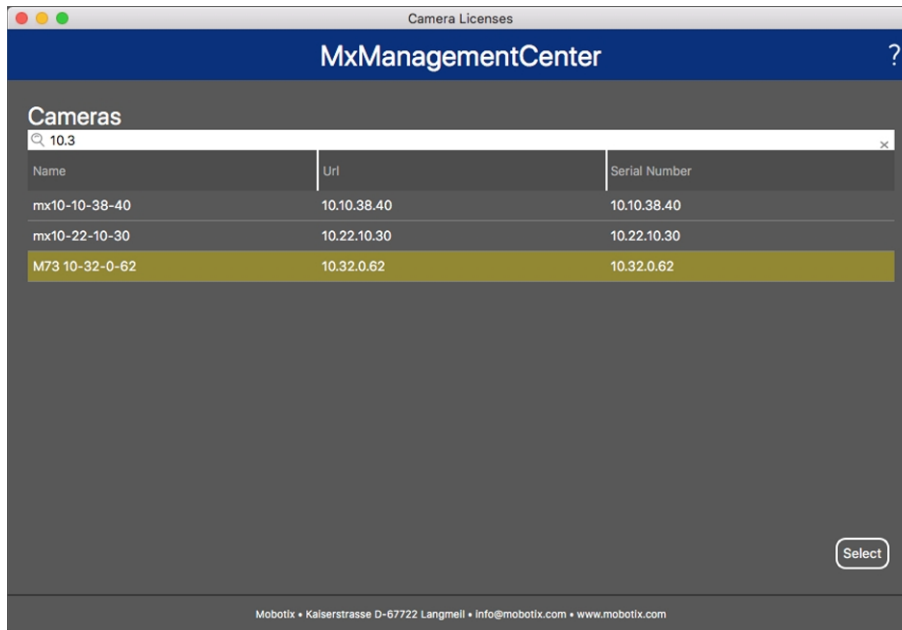 Camera Licenses
MxManagementCenter ?
Cameras
10.3 ×
Name Url Serial Number
mx10-10-38-40 10.10.38.40 10.10.38.40
mx10-22-10-30 10.22.10.30 10.22.10.30
M73 10-32-0-62 10.32.0.62 10.32.0.62
Select
Mobotix • Kaiserstrasse D-67722 Langmeil • info@mobotix.com • www.mobotix.com